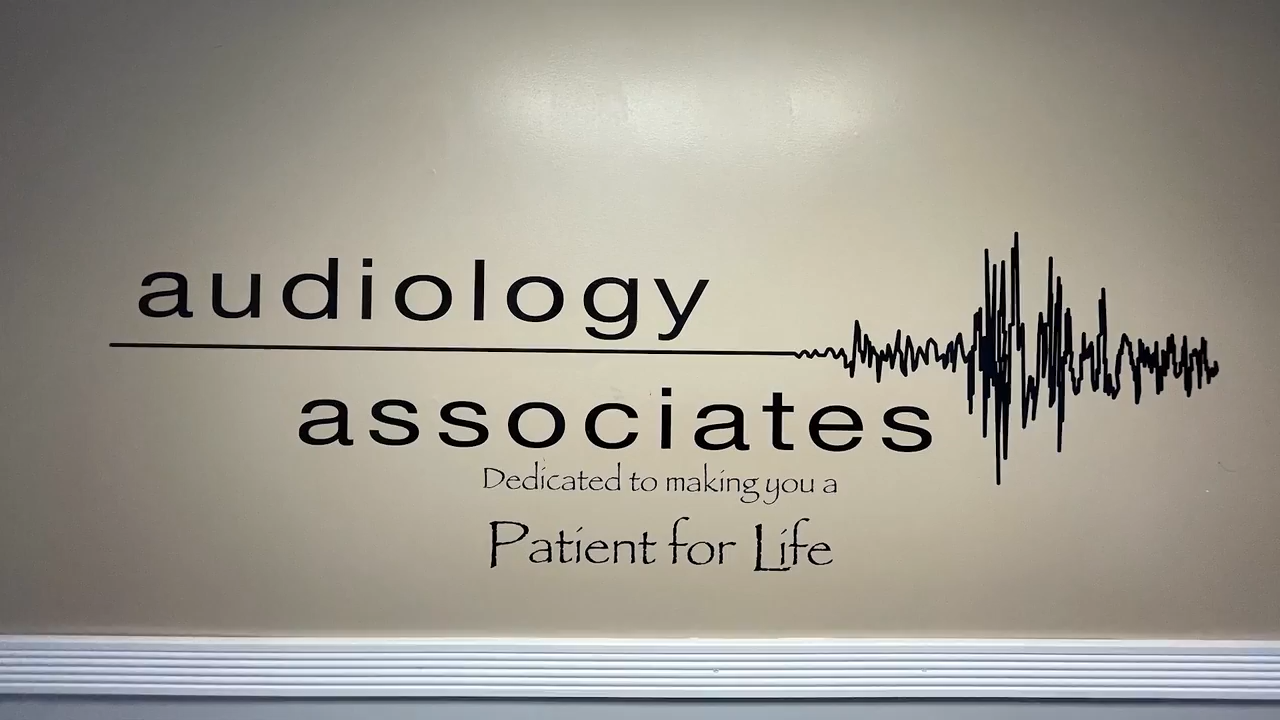 audiology
associates
Dedicated to making you a
Patient for Life